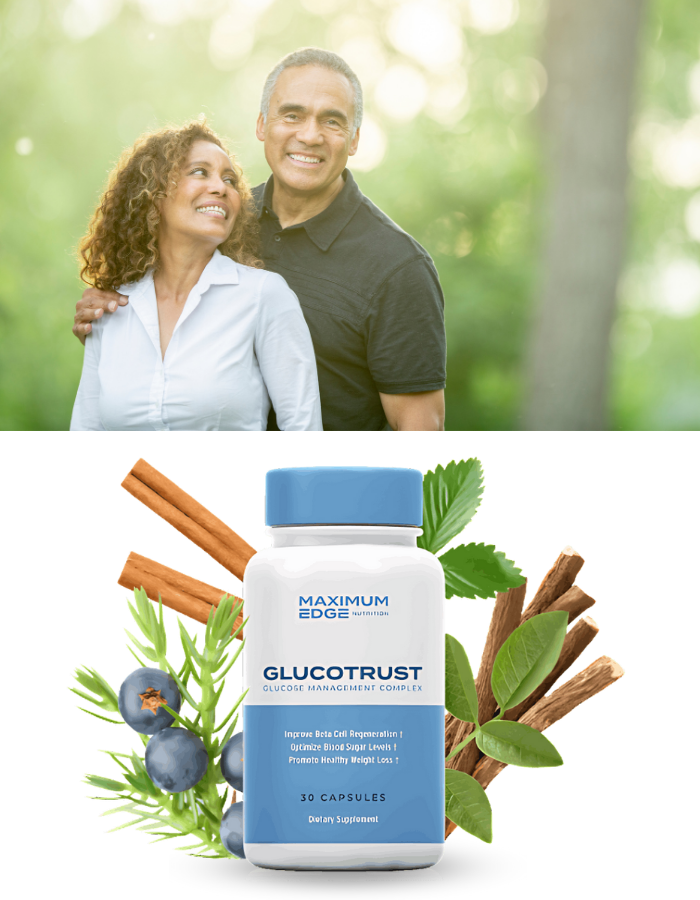 MAXIMUM
EDGE NUTRITION
GLUCOTRUST
GLUCOSE MANAGEMENT COMPLEX
Improve Beta Cell Regeneration †
Optimize Blood Sugar Levels †
Promoto Healthy Weight Loss †
30 CAPSULES
Dietary Supplement